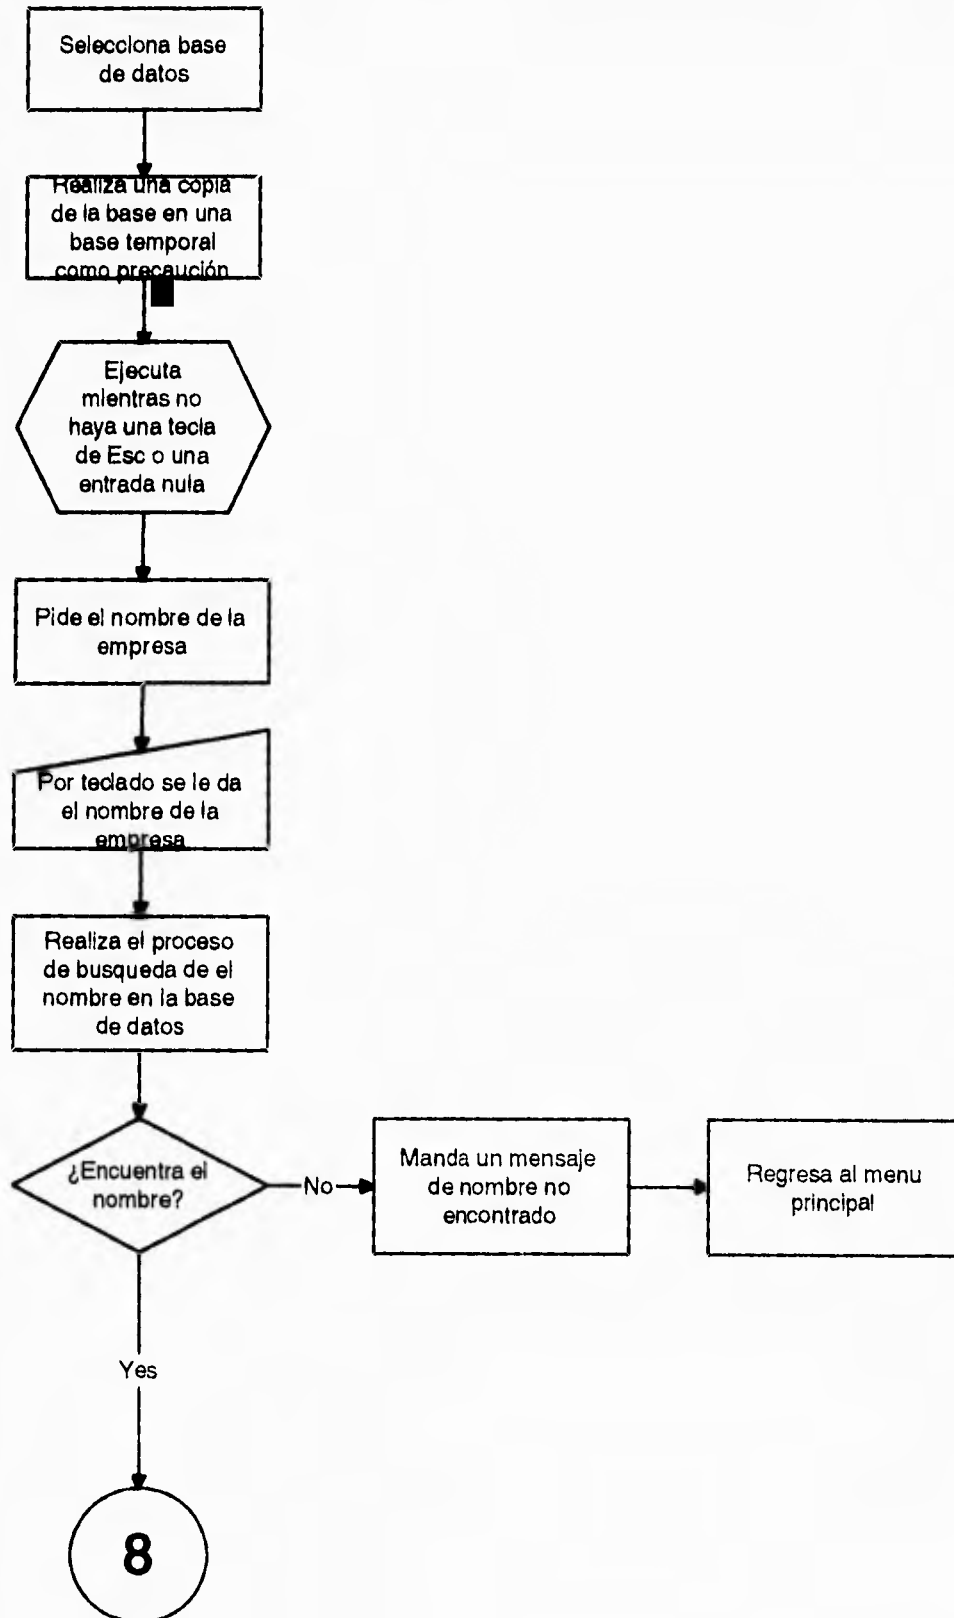 Selecciona base
de datos
Realiza una copia
de la base en una
base temporal
como precaución
Ejecuta
mientras no
haya una tecla
de Esc o una
entrada nula
Pide el nombre de la
empresa
Por teclado se le da
el nombre de la
empresa
Realiza el proceso
de busqueda de el
nombre en la base
de datos
¿Encuentra el
nombre?
No
Manda un mensaje
de nombre no
encontrado
Regresa al menu
principal
Yes
8